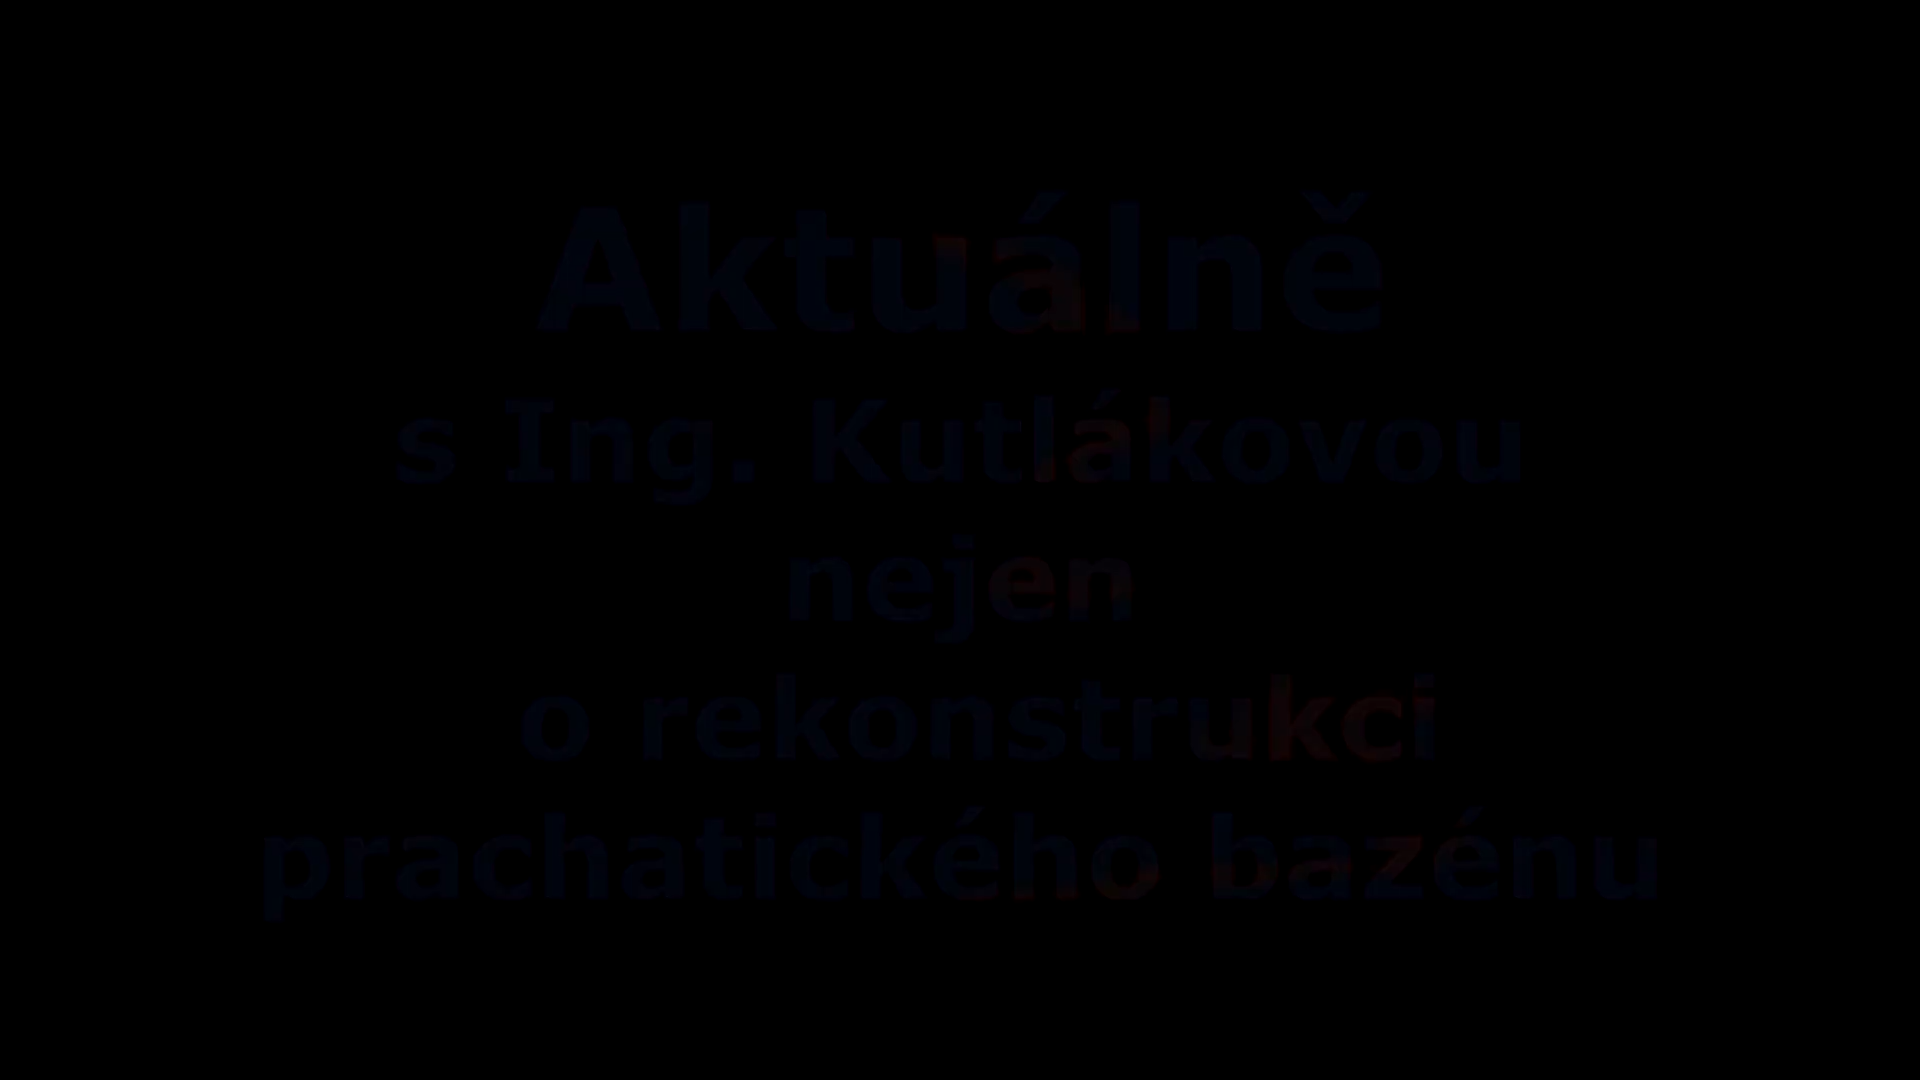 Aktuálně
s Ing. Kutlákovou
nejen
o rekonstrukci
prachatického bazénu